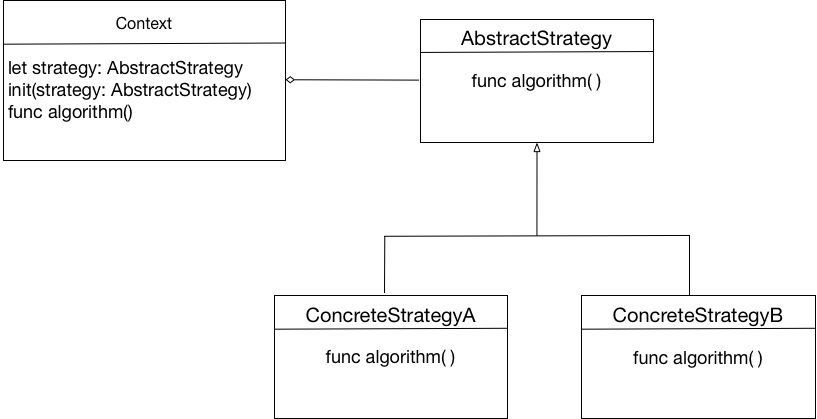 Context
let strategy: AbstractStrategy
init(strategy: AbstractStrategy)
func algorithm()
AbstractStrategy
func algorithm( )
ConcreteStrategyA
func algorithm( )
ConcreteStrategyB
func algorithm( )